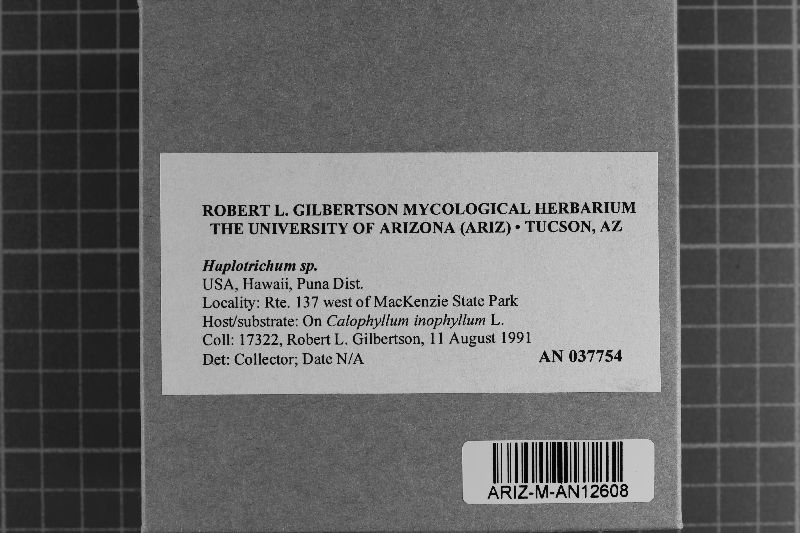 ROBERT L. GILBERTSON MYCOLOGICAL HERBARIUM
THE UNIVERSITY OF ARIZONA (ARIZ) • TUCSON, AZ
Haplotrichum sp.
USA, Hawaii, Puna Dist.
Locality: Rte. 137 west of MacKenzie State Park
Host/substrate: On Calophyllum inophyllum L.
Coll: 17322, Robert L. Gilbertson, 11 August 1991
Det: Collector; Date N/A
AN 037754
ARIZ-M-AN12608